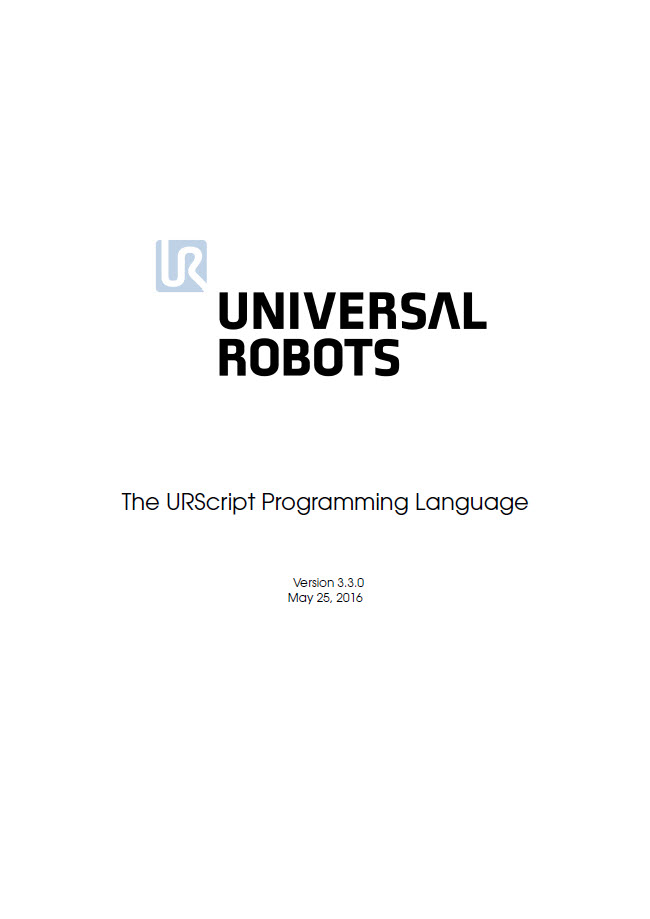 UR
UNIVERSAL
ROBOTS
The URScript Programming Language
Version 3.3.0
May 25, 2016